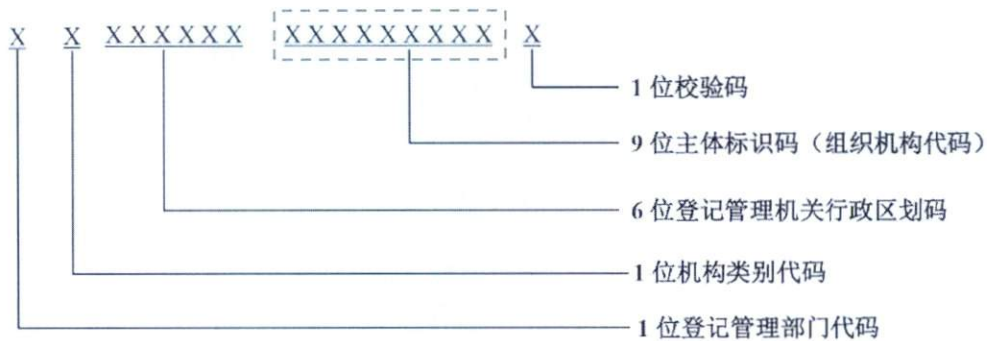 X X XXXXXX XXXXXXXXX X
1 位校验码
9 位主体标识码（组织机构代码）
6 位登记管理机关行政区划码
1 位机构类别代码
1 位登记管理部门代码